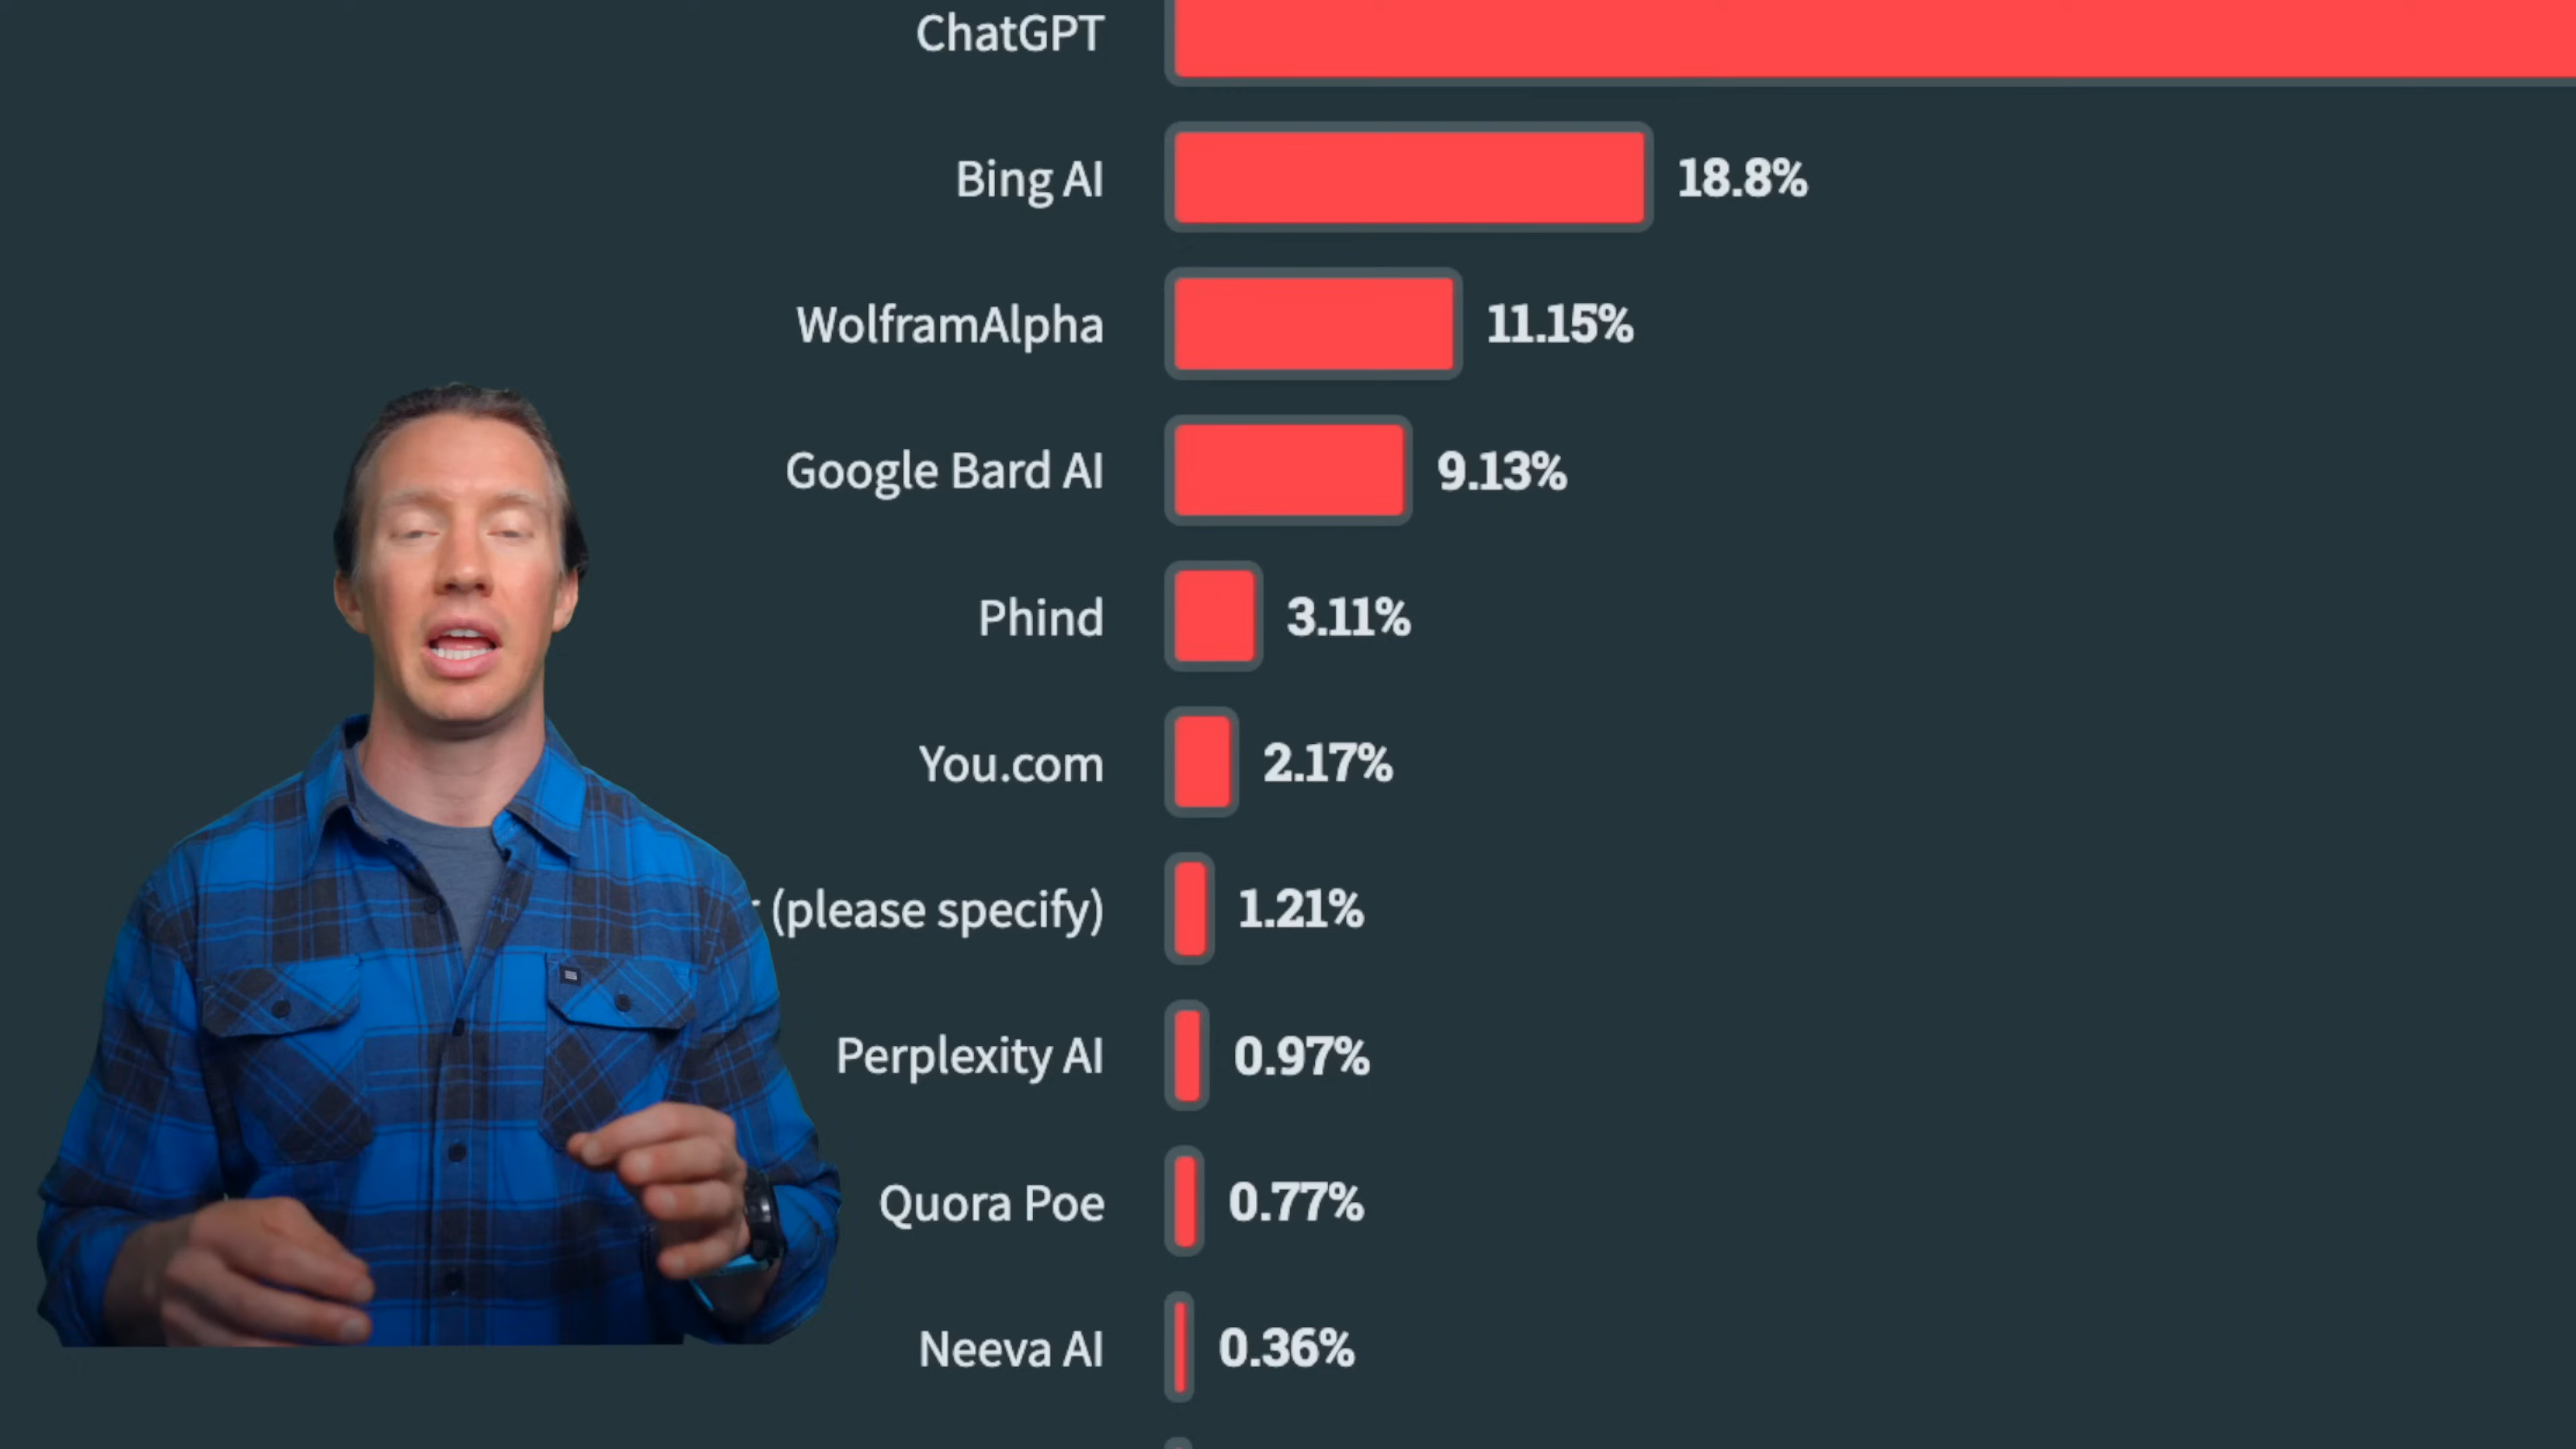 ChatGPT
Bing AI 18.8%
WolframAlpha 11.15%
Google Bard AI 9.13%
Phind 3.11%
You.com 2.17%
(please specify) 1.21%
Perplexity AI 0.97%
Quora Poe 0.77%
Neeva AI 0.36%